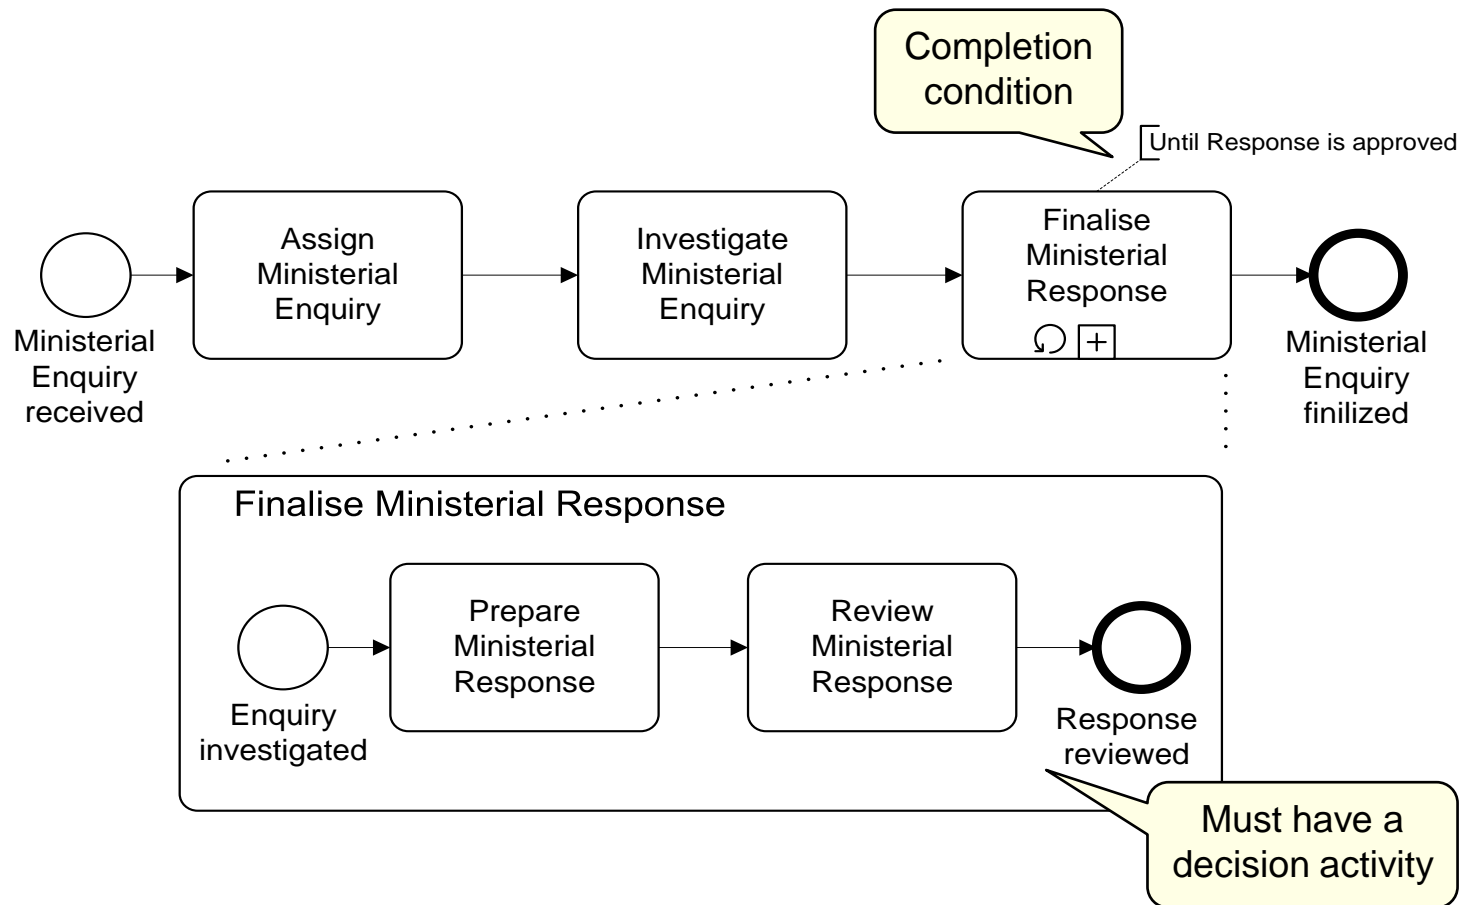 Completion
condition
Until Response is approved
Assign
Ministerial
Enquiry
Investigate
Ministerial
Enquiry
Finalise
Ministerial
Response
Ministerial
Enquiry
received
Ministerial
Enquiry
finilized
Finalise Ministerial Response
Prepare
Ministerial
Response
Review
Ministerial
Response
Enquiry
investigated
Response
reviewed
Must have a
decision activity